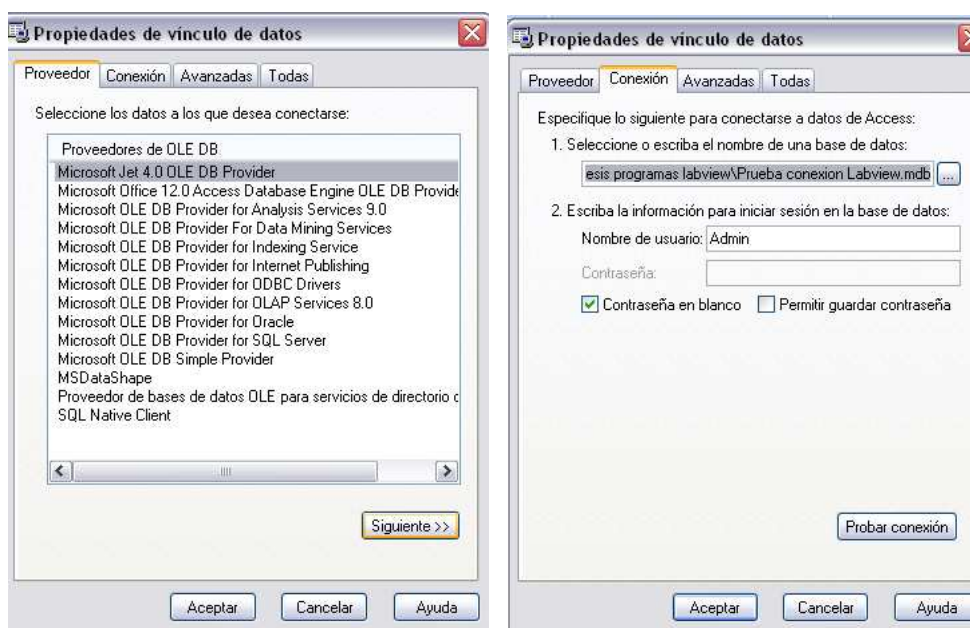 Propiedades de vínculo de datos
Proveedor Conexión Avanzadas Todas
Seleccione los datos a los que desea conectarse:
Proveedores de OLE DB
Microsoft Jet 4.0 OLE DB Provider
Microsoft Office 12.0 Access Database Engine OLE DB Provide
Microsoft OLE DB Provider for Analysis Services 9.0
Microsoft OLE DB Provider For Data Mining Services
Microsoft OLE DB Provider for Indexing Service
Microsoft OLE DB Provider for Internet Publishing
Microsoft OLE DB Provider for ODBC Drivers
Microsoft OLE DB Provider for OLAP Services 8.0
Microsoft OLE DB Provider for Oracle
Microsoft OLE DB Provider for SQL Server
Microsoft OLE DB Simple Provider
MSDataShape
Proveedor de bases de datos OLE para servicios de directorio d
SQL Native Client
Siguiente >>
Aceptar Cancelar Ayuda
Propiedades de vínculo de datos
Proveedor Conexión Avanzadas Todas
Especifique lo siguiente para conectarse a datos de Access:
1. Seleccione o escriba el nombre de una base de datos:
esis programas labview\Prueba conexion Labview.mdb ...
2. Escriba la información para iniciar sesión en la base de datos:
Nombre de usuario: Admin
Contraseña:
Contraseña en blanco Permitir guardar contraseña
Probar conexión
Aceptar Cancelar Ayuda